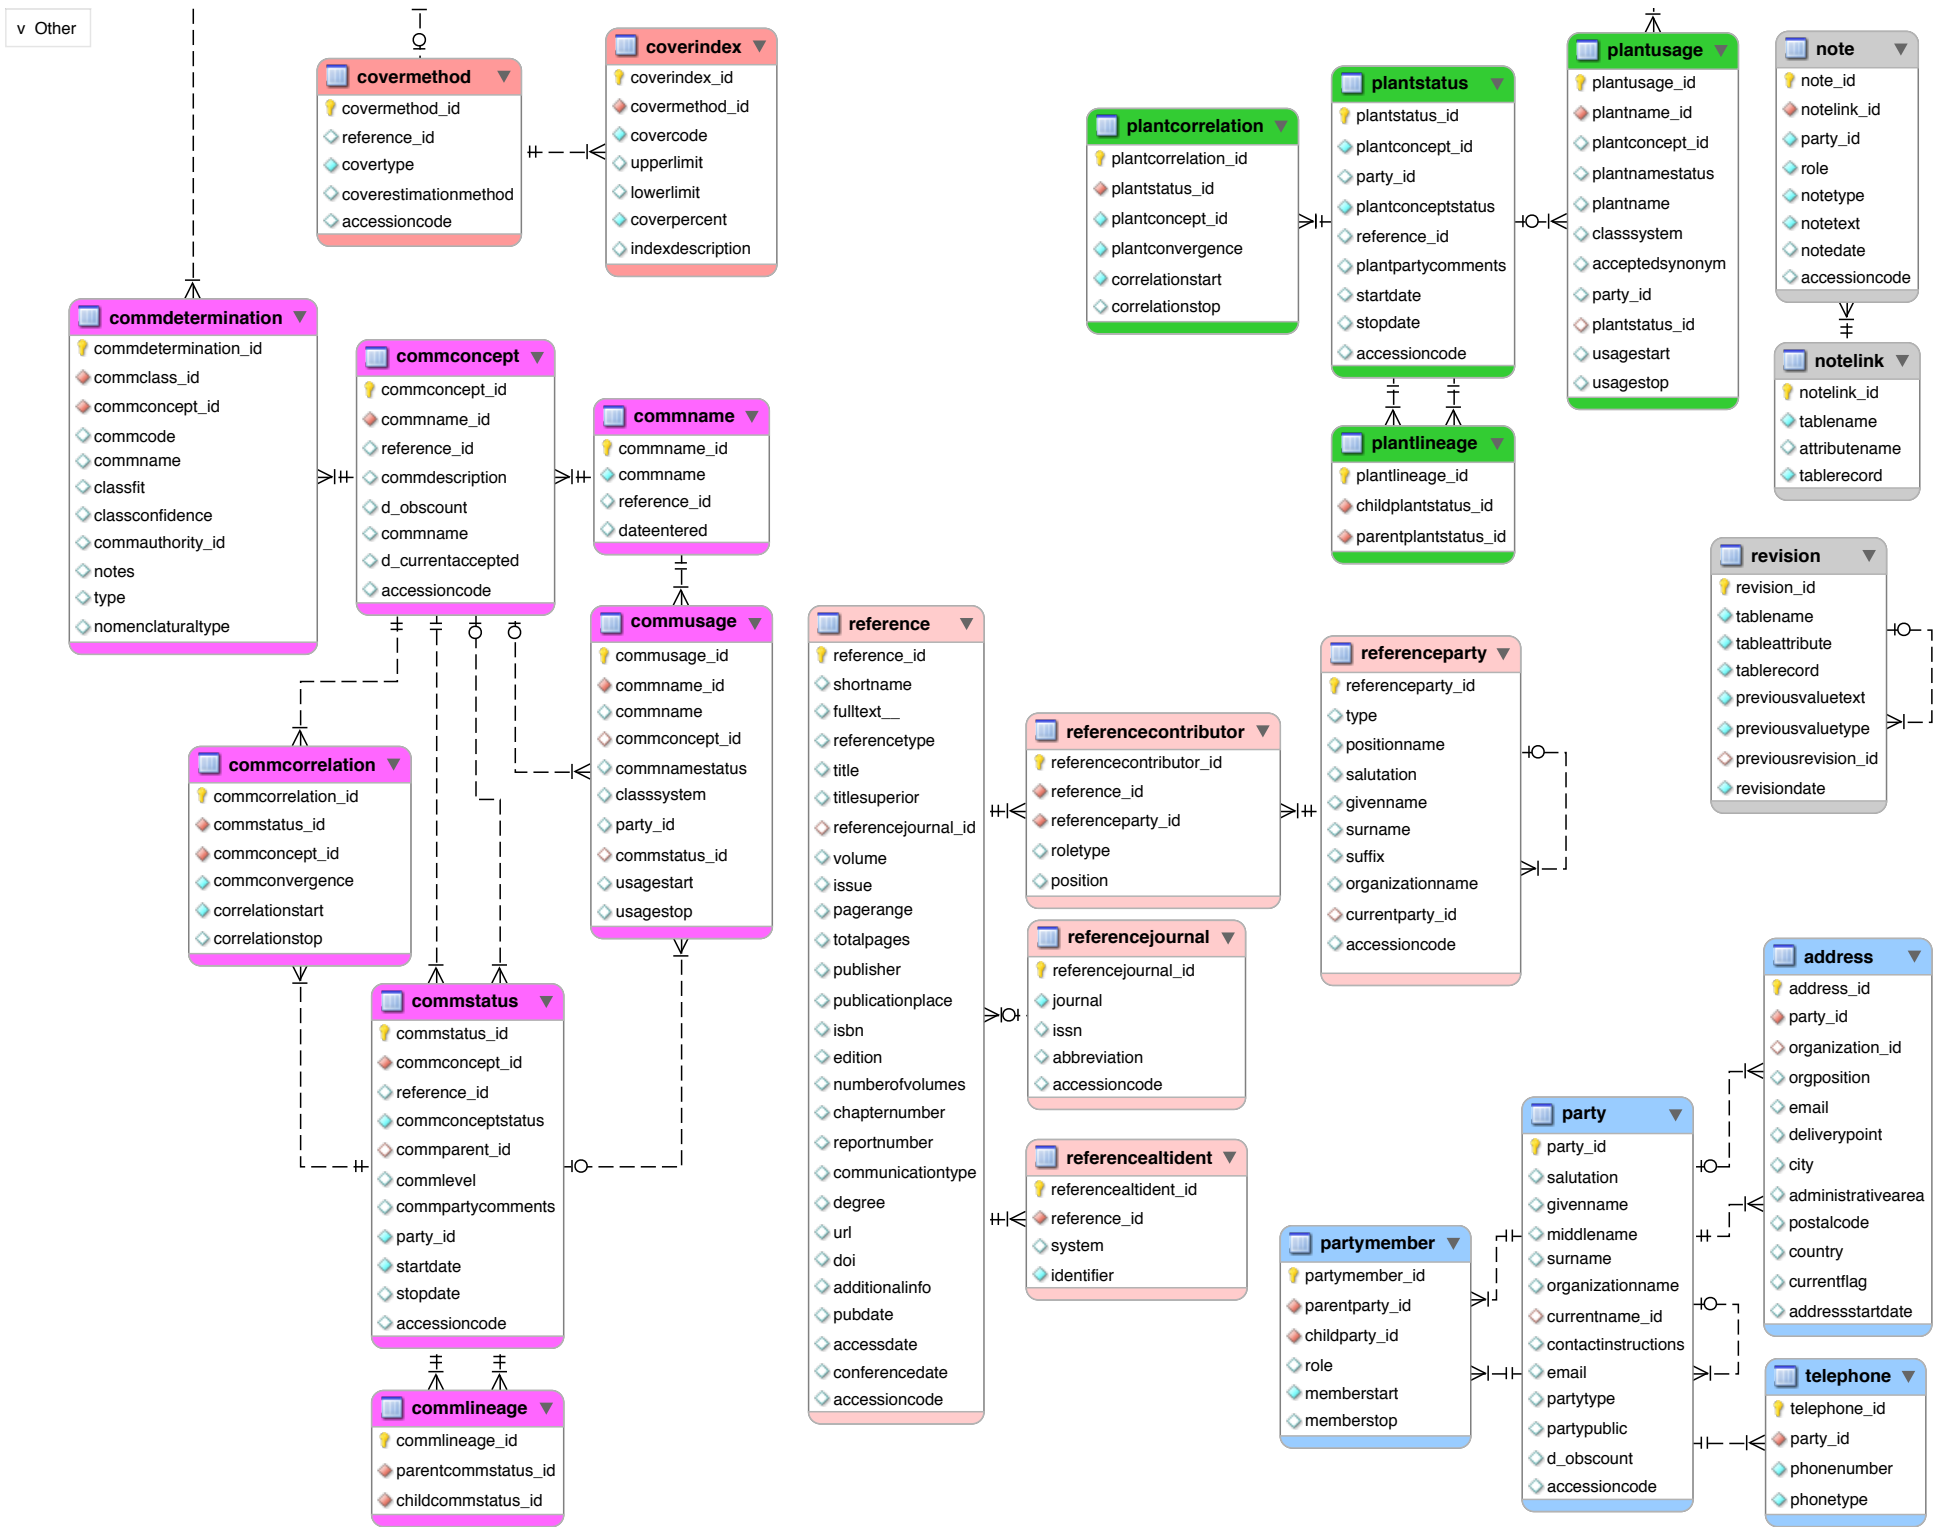 v Other
covermethod
covermethod_id
reference_id
covertype
coverestimationmethod
accessioncode
coverindex
coverindex_id
covermethod_id
covercode
upperlimit
lowerlimit
coverpercent
indexdescription
plantcorrelation
plantcorrelation_id
plantstatus_id
plantconcept_id
plantconvergence
correlationstart
correlationstop
plantstatus
plantstatus_id
plantconcept_id
party_id
plantconceptstatus
reference_id
plantpartycomments
startdate
stopdate
accessioncode
plantusage
plantusage_id
plantname_id
plantconcept_id
plantnamestatus
plantname
classsystem
acceptedsynonym
party_id
plantstatus_id
usagestart
usagestop
note
note_id
notelink_id
party_id
role
notetype
notetext
notedate
accessioncode
notelink
notelink_id
tablename
attributename
tablerecord
plantlineage
plantlineage_id
childplantstatus_id
parentplantstatus_id
commdetermination
commdetermination_id
commclass_id
commconcept_id
commcode
commname
classfit
classconfidence
commauthority_id
notes
type
nomenclaturaltype
commconcept
commconcept_id
commname_id
reference_id
commdescription
d_obscount
commname
d_currentaccepted
accessioncode
commname
commname_id
commname
reference_id
dateentered
commusage
commusage_id
commname_id
commname
commconcept_id
commnamestatus
classsystem
party_id
commstatus_id
usagestart
usagestop
commcorrelation
commcorrelation_id
commstatus_id
commconcept_id
commconvergence
correlationstart
correlationstop
commstatus
commstatus_id
commconcept_id
reference_id
commconceptstatus
commparent_id
commlevel
commpartycomments
party_id
startdate
stopdate
accessioncode
commlineage
commlineage_id
parentcommstatus_id
childcommstatus_id
reference
reference_id
shortname
fulltext__
referencetype
title
titlesuperior
referencejournal_id
volume
issue
pagerange
totalpages
publisher
publicationplace
isbn
edition
numberofvolumes
chapternumber
reportnumber
communicationtype
degree
url
doi
additionalinfo
pubdate
accessdate
conferencedate
accessioncode
referencecontributor
referencecontributor_id
reference_id
referenceparty_id
roletype
position
referencejournal
referencejournal_id
journal
issn
abbreviation
accessioncode
referencealtident
referencealtident_id
reference_id
system
identifier
referenceparty
referenceparty_id
type
positionname
salutation
givenname
surname
suffix
organizationname
currentparty_id
accessioncode
revision
revision_id
tablename
tableattribute
tablerecord
previousvaluetext
previousvaluetype
previousrevision_id
revisiondate
address
address_id
party_id
organization_id
orgposition
email
deliverypoint
city
administrativearea
postalcode
country
currentflag
addressstartdate
party
party_id
salutation
givenname
middlename
surname
organizationname
currentname_id
contactinstructions
email
partytype
partypublic
d_obscount
accessioncode
partymember
partymember_id
parentparty_id
childparty_id
role
memberstart
memberstop
telephone
telephone_id
party_id
phonenumber
phonetype